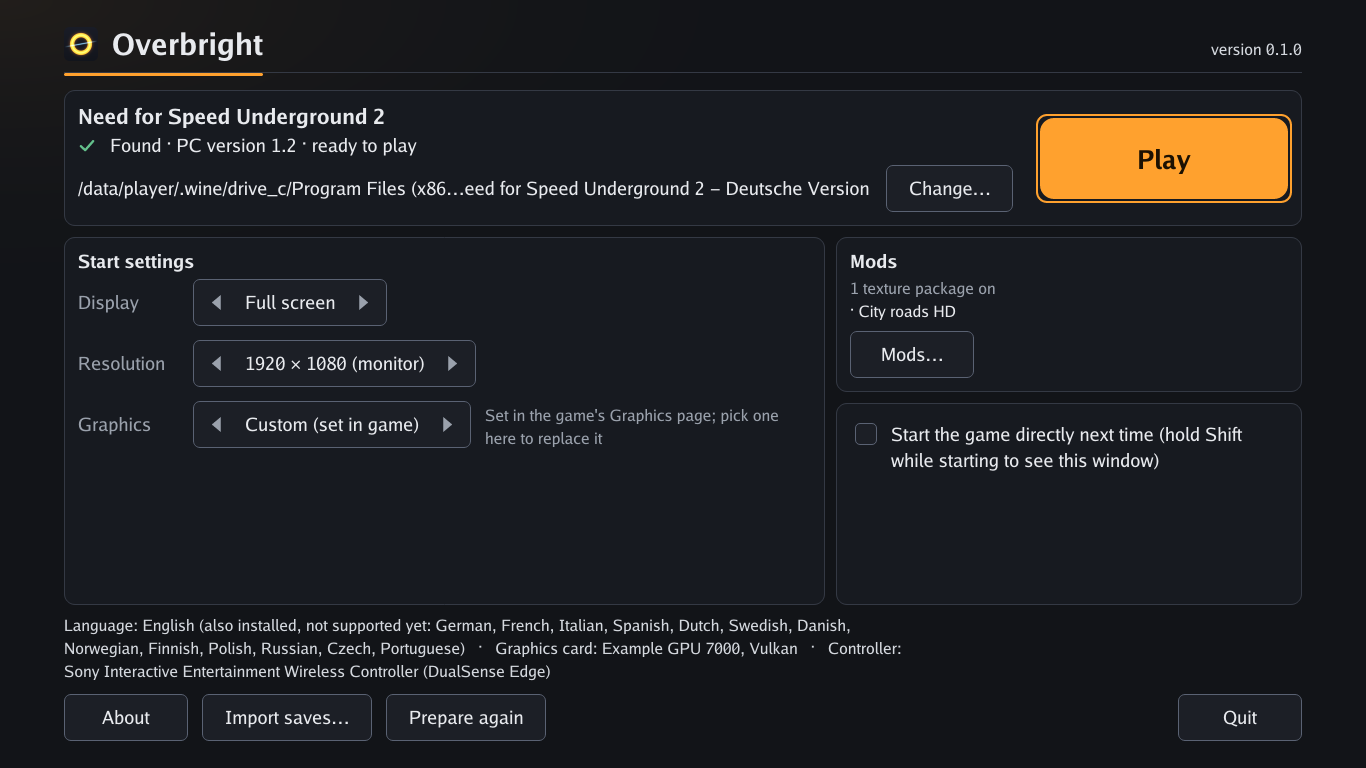 Overbright
version 0.1.0
Need for Speed Underground 2
Found · PC version 1.2 · ready to play
/data/player/.wine/drive_c/Program Files (x86…eed for Speed Underground 2 – Deutsche Version
Change…
Play
Start settings
Display
Full screen
Resolution
1920 × 1080 (monitor)
Graphics
Custom (set in game)
Set in the game's Graphics page; pick one
here to replace it
Mods
1 texture package on
· City roads HD
Mods…
Start the game directly next time (hold Shift
while starting to see this window)
Language: English (also installed, not supported yet: German, French, Italian, Spanish, Dutch, Swedish, Danish,
Norwegian, Finnish, Polish, Russian, Czech, Portuguese) · Graphics card: Example GPU 7000, Vulkan · Controller:
Sony Interactive Entertainment Wireless Controller (DualSense Edge)
About
Import saves…
Prepare again
Quit